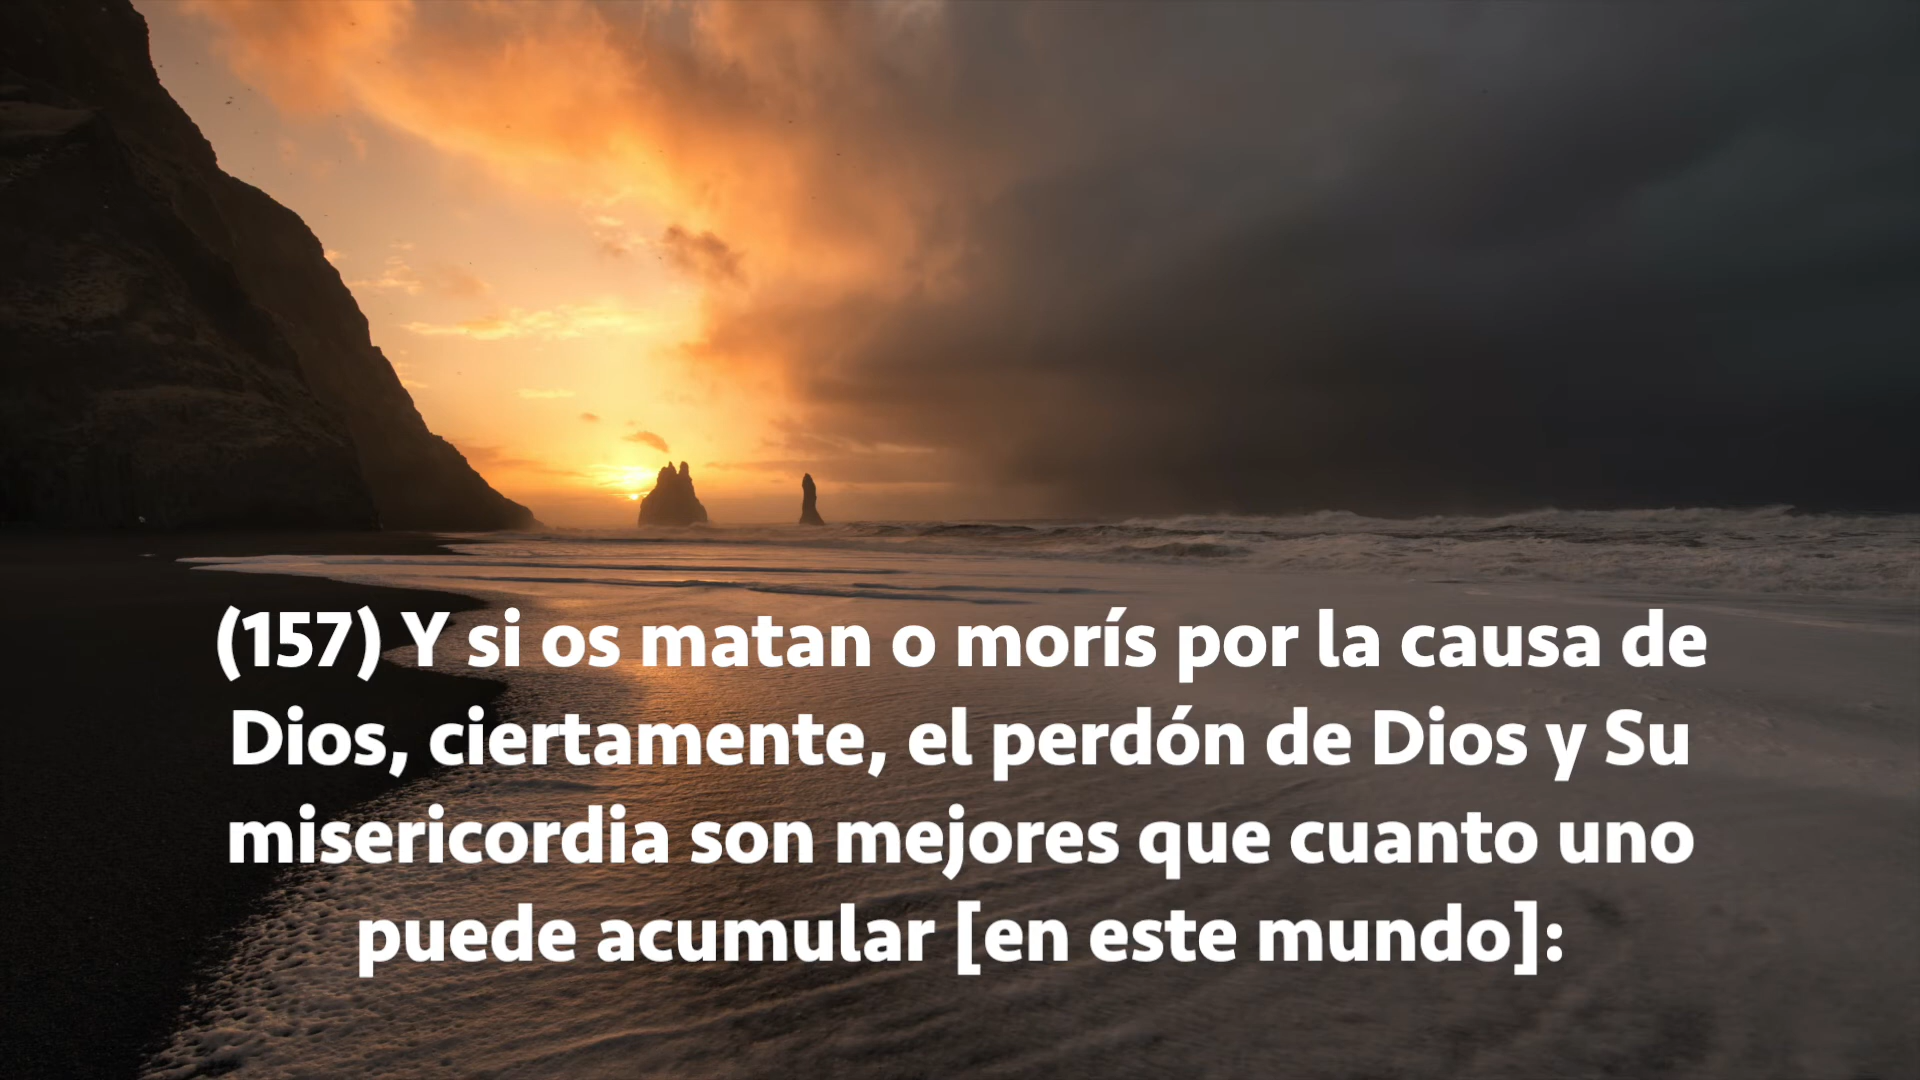 (157) Y si os matan o morís por la causa de
Dios, ciertamente, el perdón de Dios y Su
misericordia son mejores que cuanto uno
puede acumular [en este mundo]: